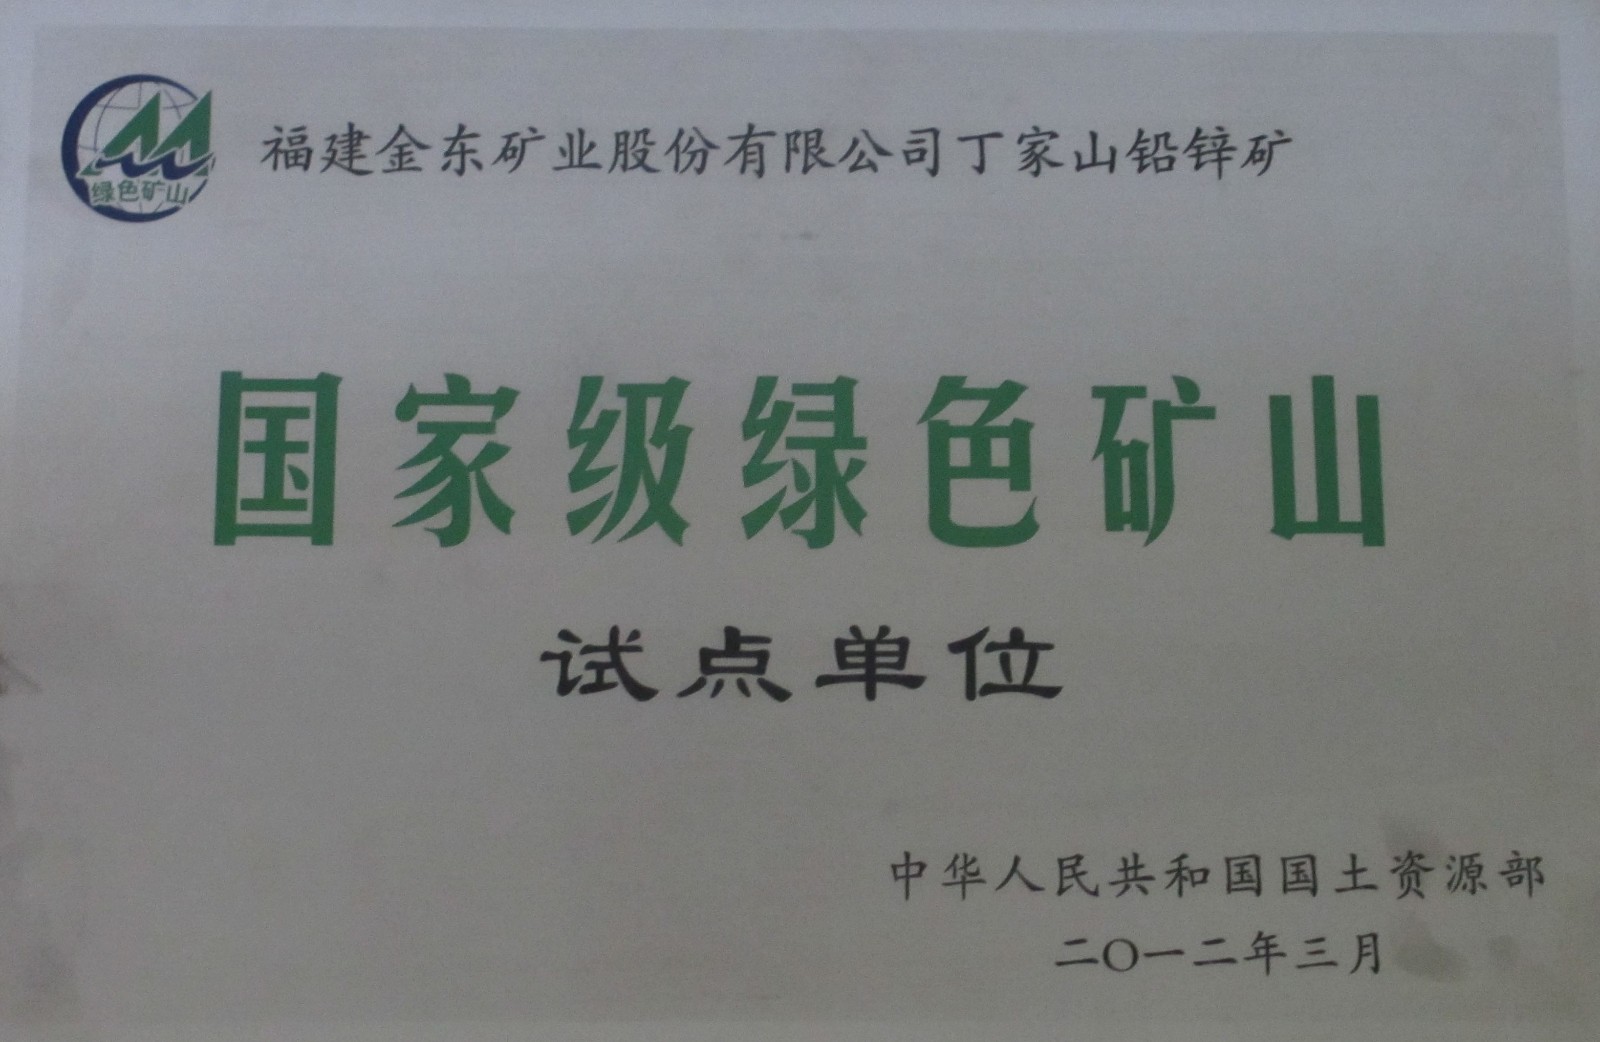 福建金东矿业股份有限公司丁家山铅锌矿
绿色矿山
国家级绿色矿山
试点单位
中华人民共和国国土资源部
二〇一二年三月